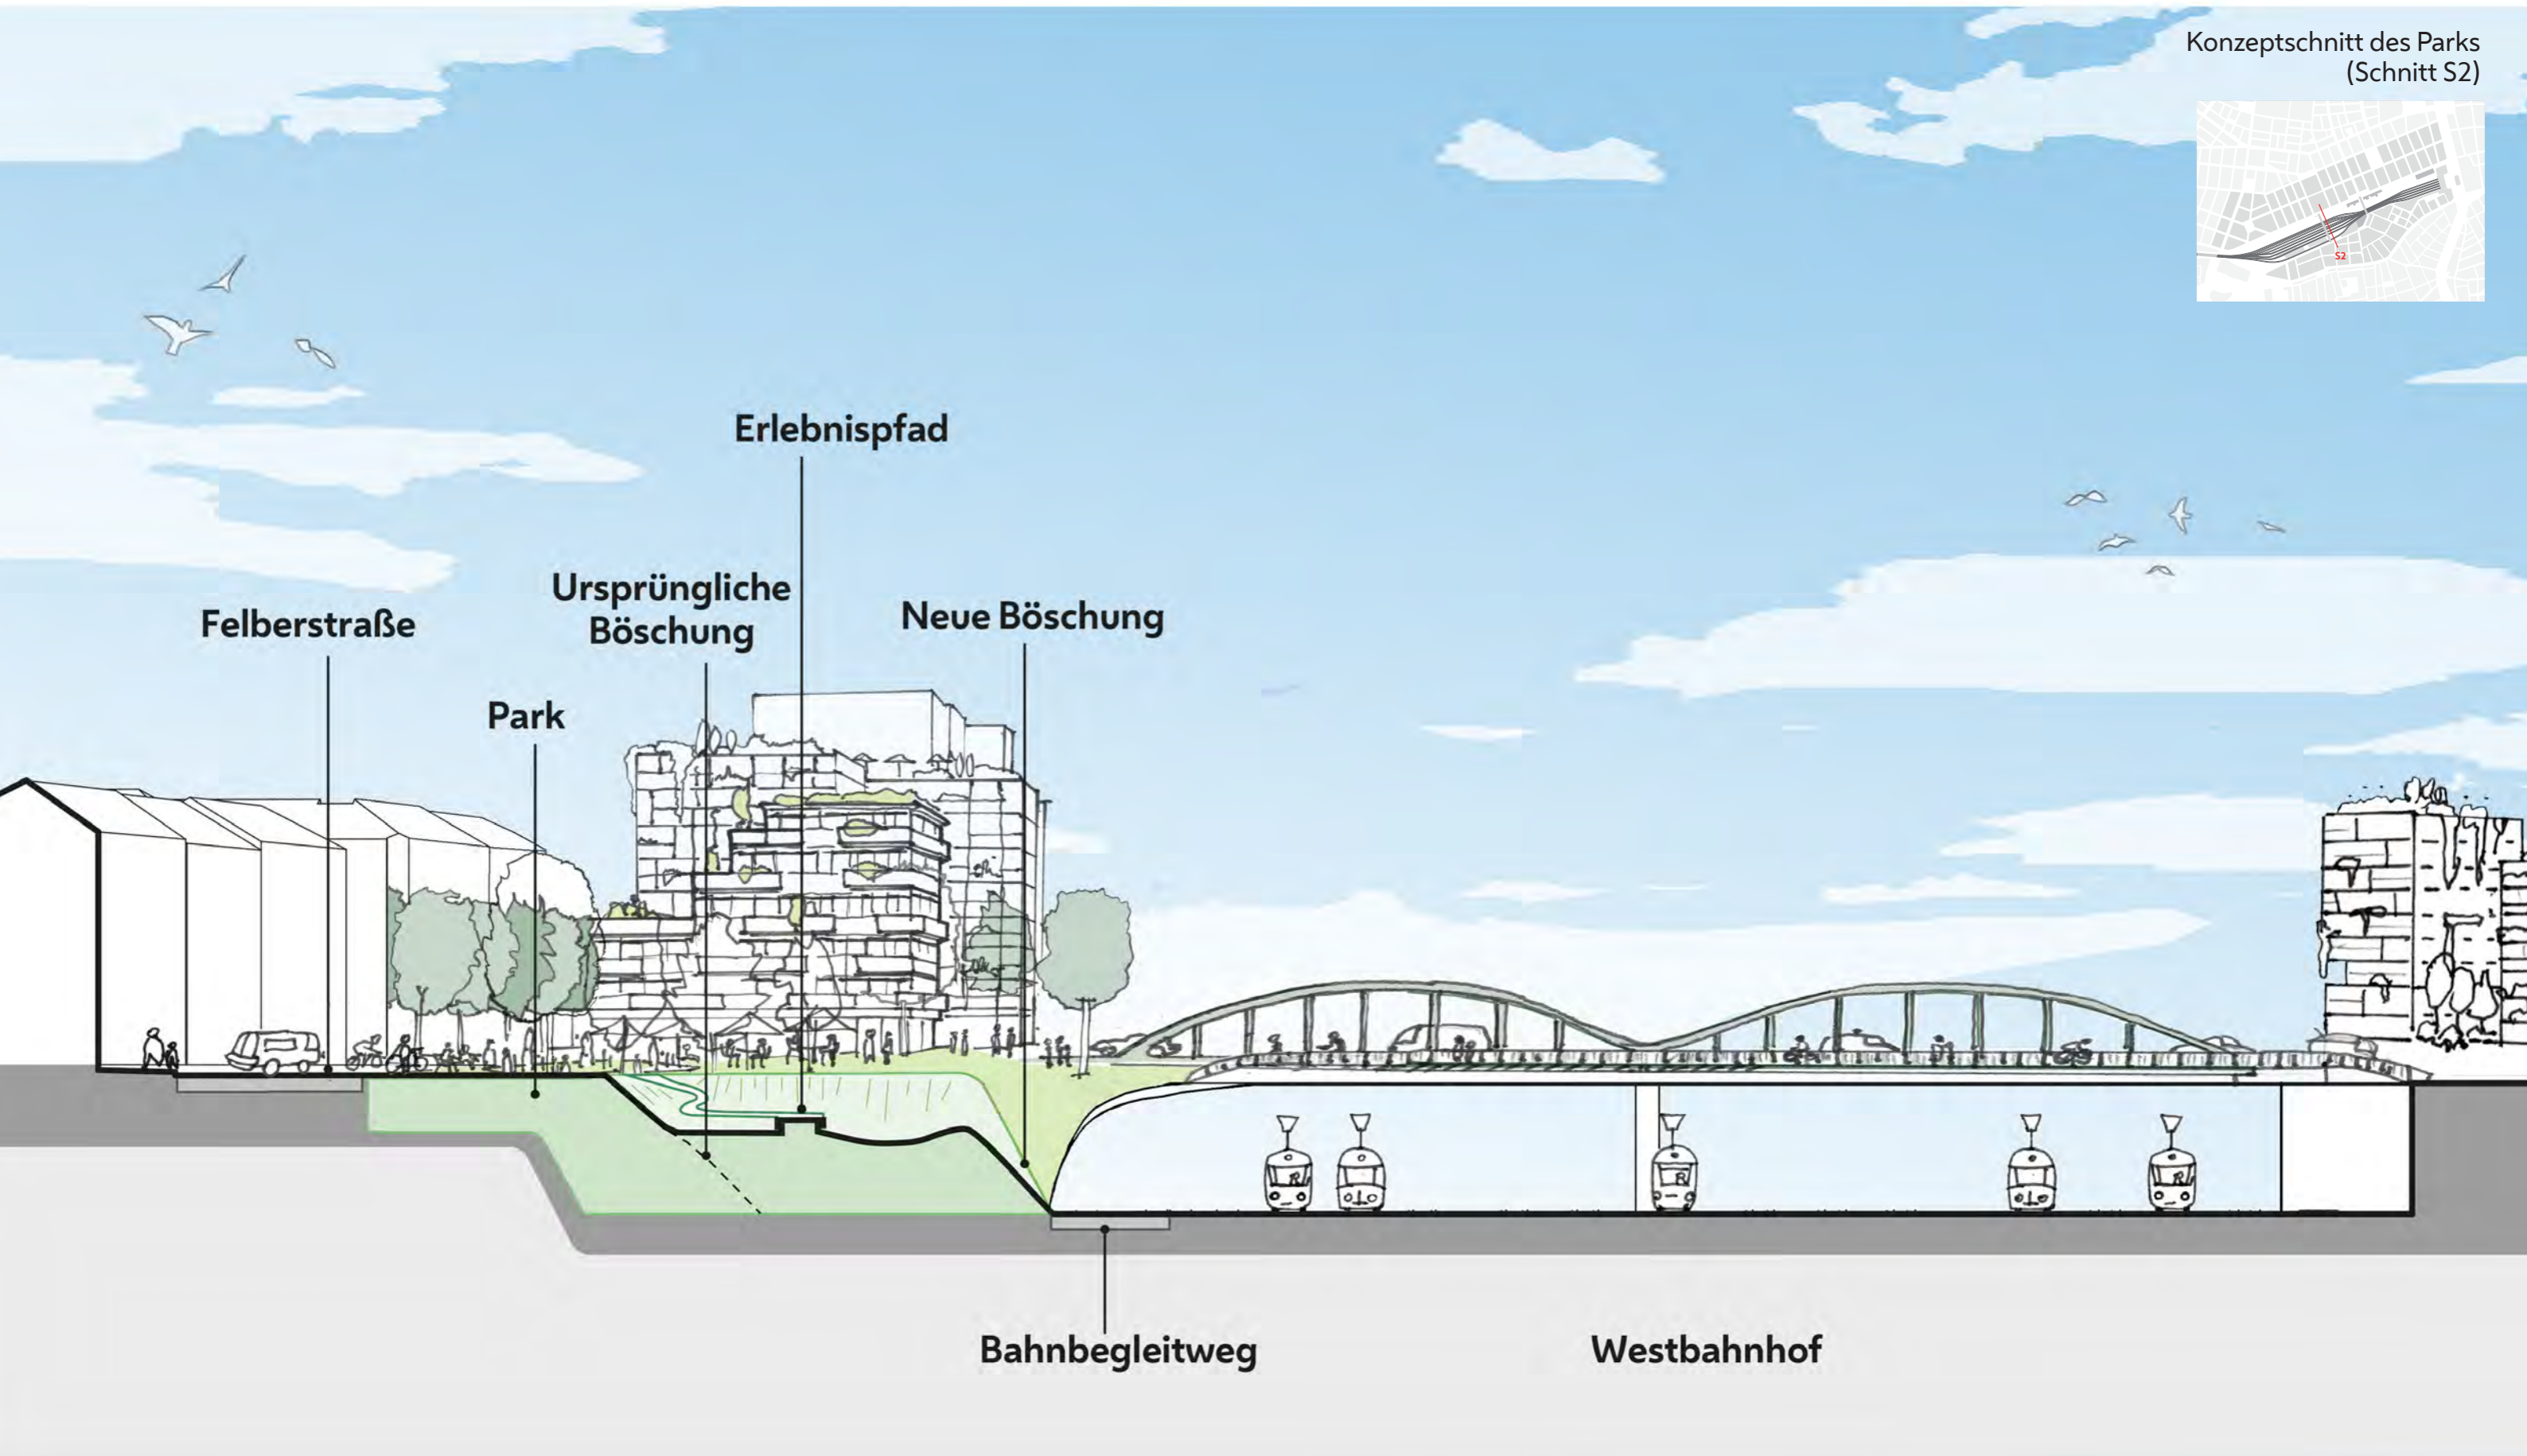 Konzeptschnitt des Parks
(Schnitt S2)
S2
Erlebnispfad
Ursprüngliche
Böschung
Neue Böschung
Felberstraße
Park
Bahnbegleitweg
Westbahnhof